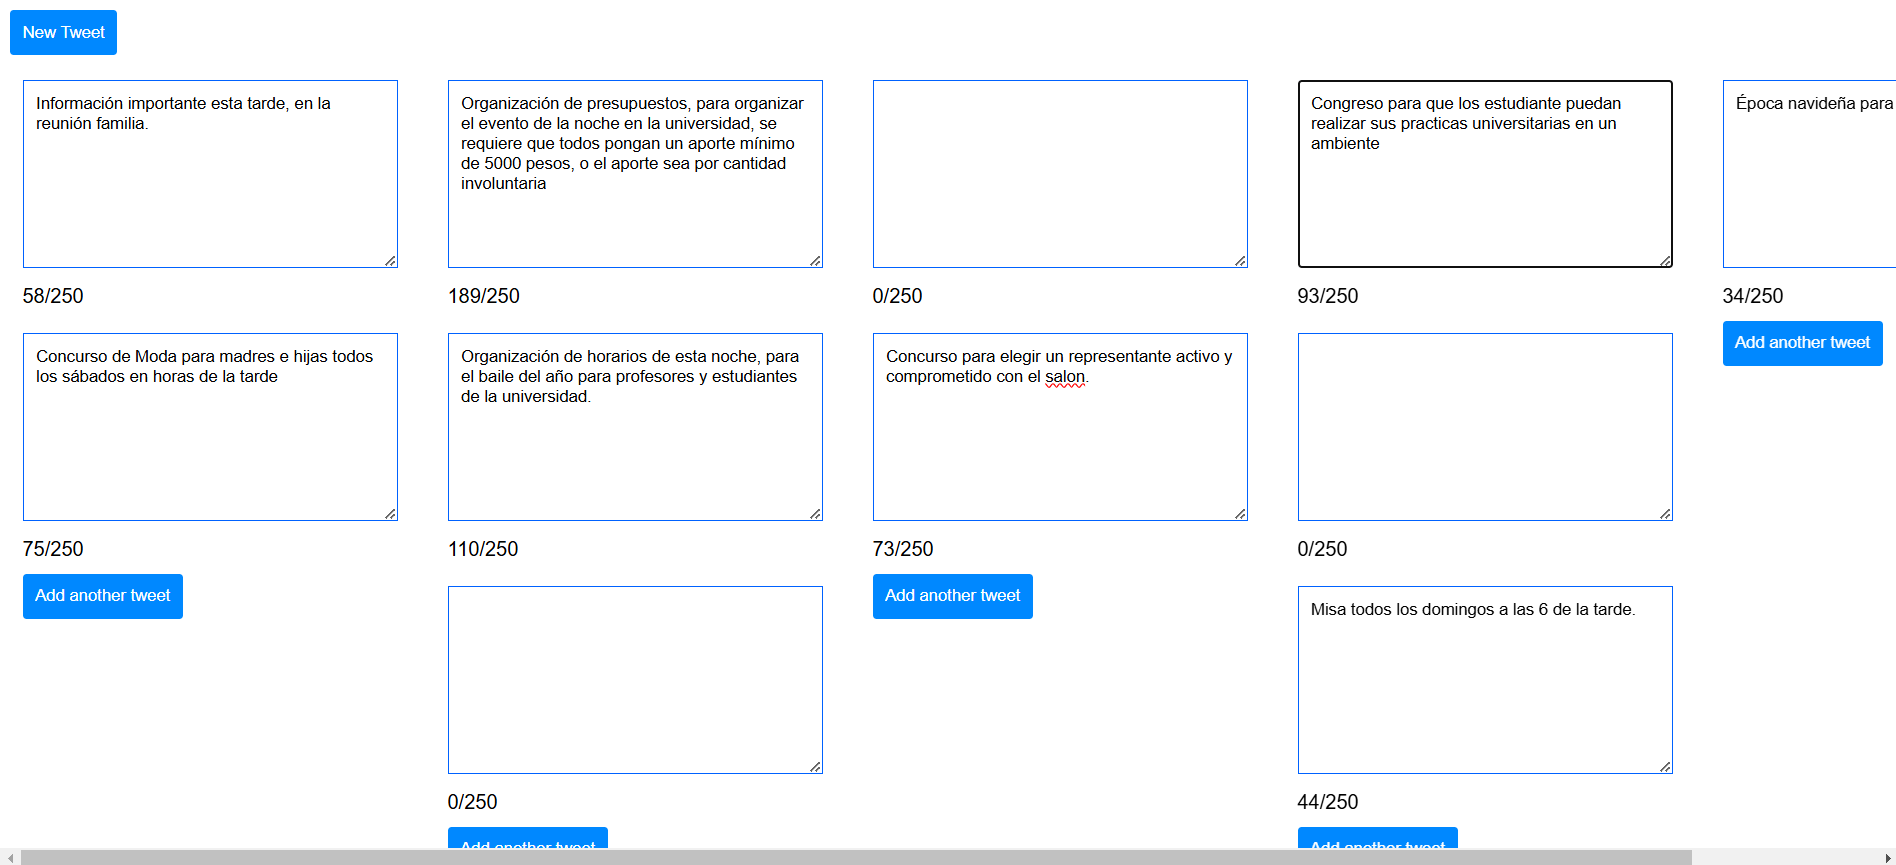 New Tweet
Información importante esta tarde, en la
reunión familia.
58/250
Concurso de Moda para madres e hijas todos
los sábados en horas de la tarde
75/250
Add another tweet
Organización de presupuestos, para organizar
el evento de la noche en la universidad, se
requiere que todos pongan un aporte mínimo
de 5000 pesos, o el aporte sea por cantidad
involuntaria
189/250
Organización de horarios de esta noche, para
el baile del año para profesores y estudiantes
de la universidad.
110/250
0/250
Add another tweet
0/250
Concurso para elegir un representante activo y
comprometido con el salon.
73/250
Add another tweet
Congreso para que los estudiante puedan
realizar sus practicas universitarias en un
ambiente
93/250
0/250
Misa todos los domingos a las 6 de la tarde.
44/250
Add another tweet
Época navideña para
34/250
Add another tweet